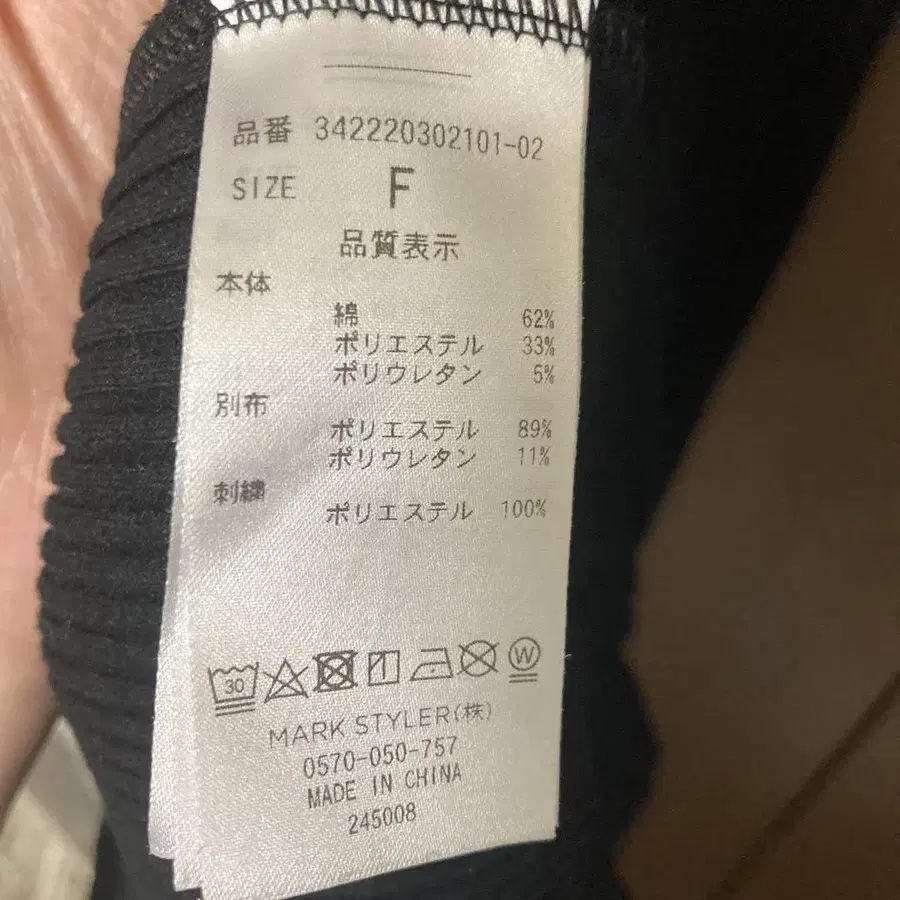 品番 342220302101-02
SIZE F
品質表示
本体
綿 62%
ポリエステル 33%
ポリウレタン 5%
別布
ポリエステル 89%
ポリウレタン 11%
刺繍
ポリエステル 100%
30 W
MARK STYLER(株)
0570-050-757
MADE IN CHINA
245008